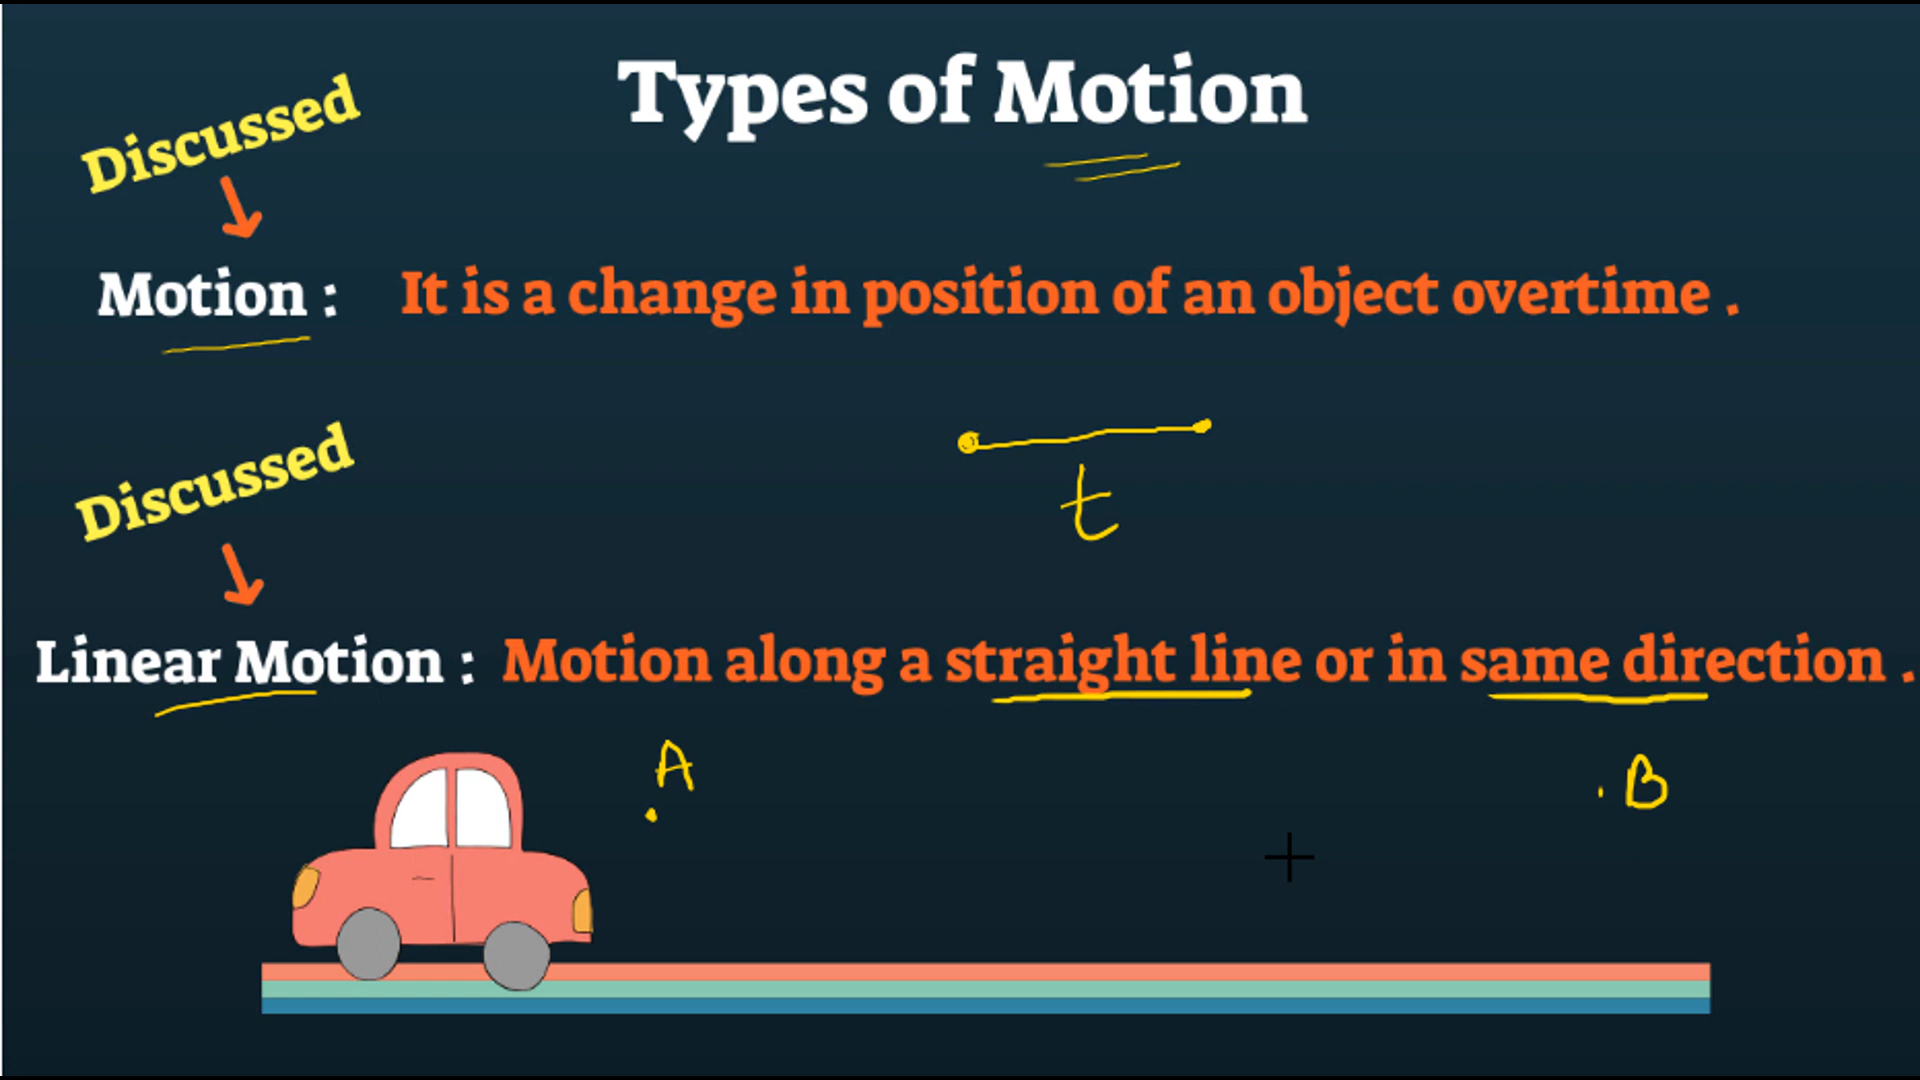 Types of Motion
Discussed
Motion : It is a change in position of an object overtime .
t
Discussed
Linear Motion : Motion along a straight line or in same direction .
A
B